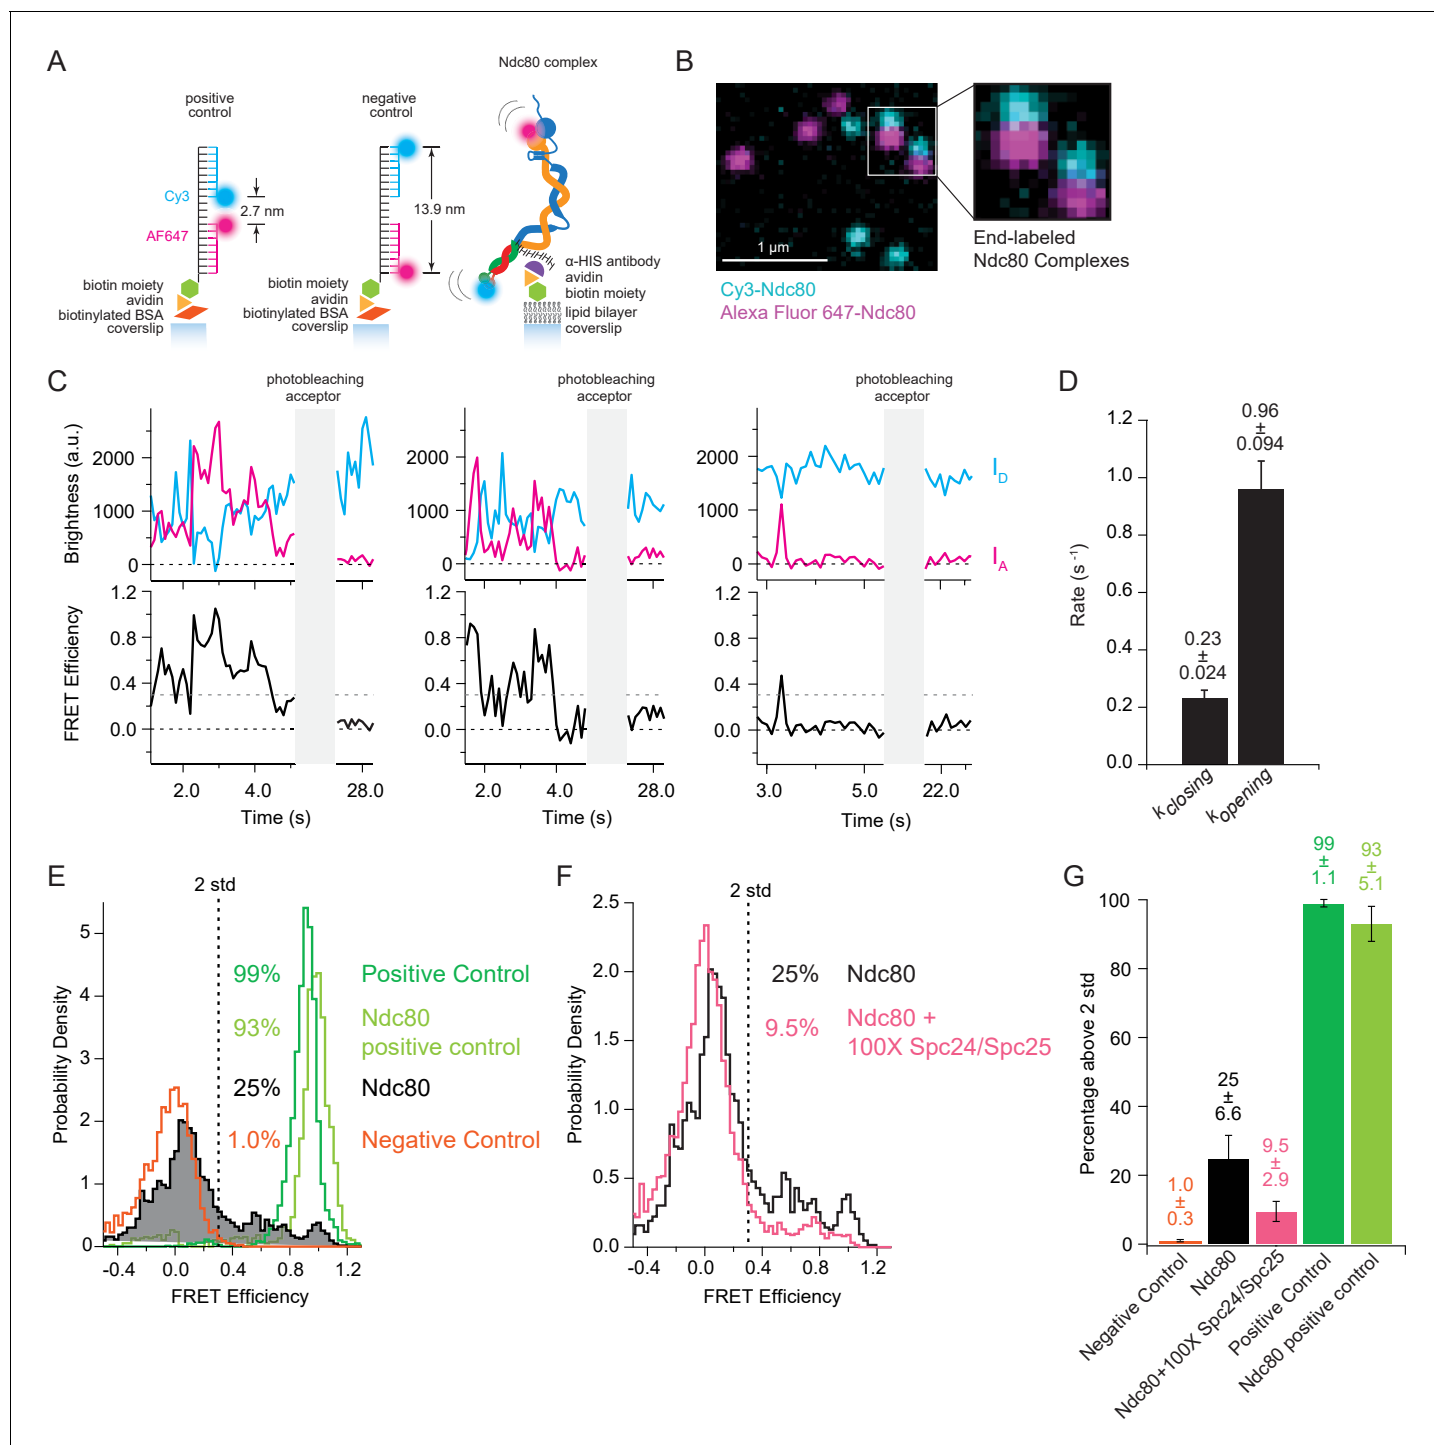 A
positive
control
negative
control
Ndc80 complex
Cy3
2.7 nm
AF647
13.9 nm
biotin moiety
avidin
biotinylated BSA
coverslip
biotin moiety
avidin
biotinylated BSA
coverslip
α-HIS antibody
avidin
biotin moiety
lipid bilayer
coverslip
HHHHHH
B
1 µm
End-labeled
Ndc80 Complexes
Cy3-Ndc80
Alexa Fluor 647-Ndc80
C
photobleaching
acceptor
photobleaching
acceptor
photobleaching
acceptor
Brightness (a.u.)
2000
1000
0
2000
1000
0
2000
1000
0
I_D
I_A
FRET Efficiency
1.2
0.8
0.4
0.0
1.2
0.8
0.4
0.0
1.2
0.8
0.4
0.0
2.0 4.0 28.0
2.0 4.0 28.0
3.0 5.0 22.0
Time (s)
Time (s)
Time (s)
D
Rate (s⁻¹)
1.2
1.0
0.8
0.6
0.4
0.2
0.0
0.23
±
0.024
0.96
±
0.094
k_closing
k_opening
E
2 std
Probability Density
5
4
3
2
1
0
99% Positive Control
93% Ndc80
positive control
25% Ndc80
1.0% Negative Control
-0.4 0.0 0.4 0.8 1.2
FRET Efficiency
F
2 std
Probability Density
2.5
2.0
1.5
1.0
0.5
0.0
25% Ndc80
9.5% Ndc80 +
100X Spc24/Spc25
-0.4 0.0 0.4 0.8 1.2
FRET Efficiency
G
Percentage above 2 std
100
80
60
40
20
0
1.0
±
0.3
25
±
6.6
9.5
±
2.9
99
±
1.1
93
±
5.1
Negative Control
Ndc80
Ndc80+100X Spc24/Spc25
Positive Control
Ndc80 positive control